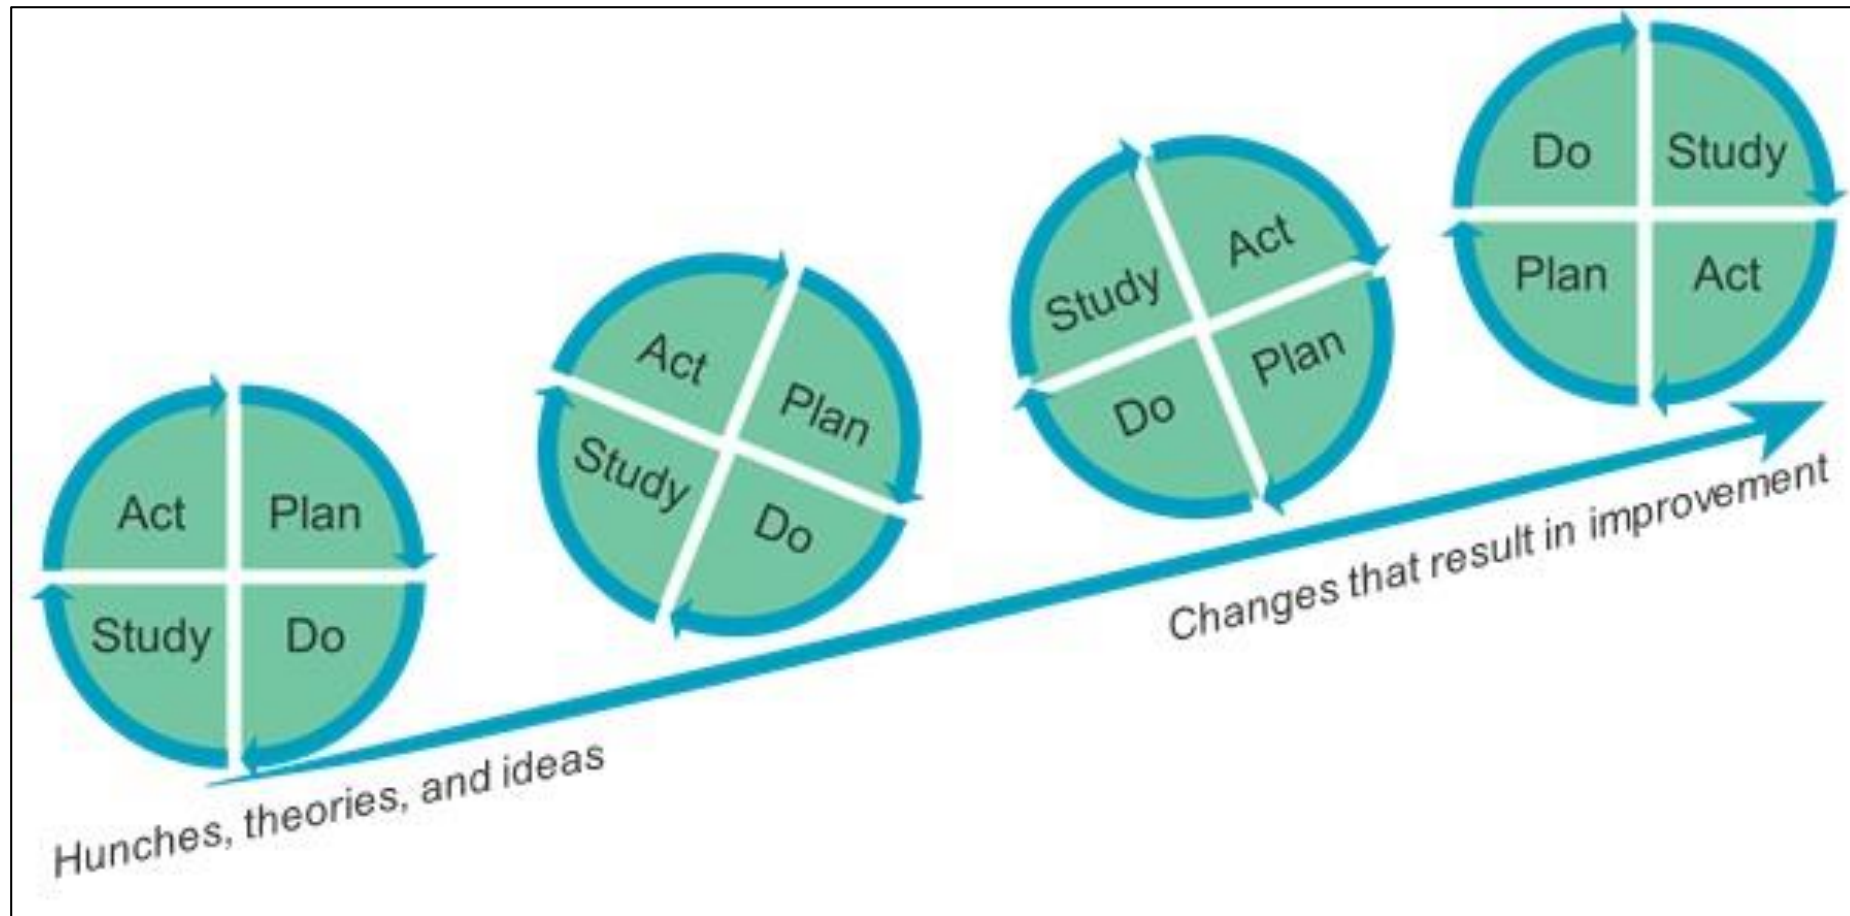 Act
Plan
Study
Do
Act
Plan
Study
Do
Study
Act
Do
Plan
Do
Study
Plan
Act
Hunches, theories, and ideas
Changes that result in improvement